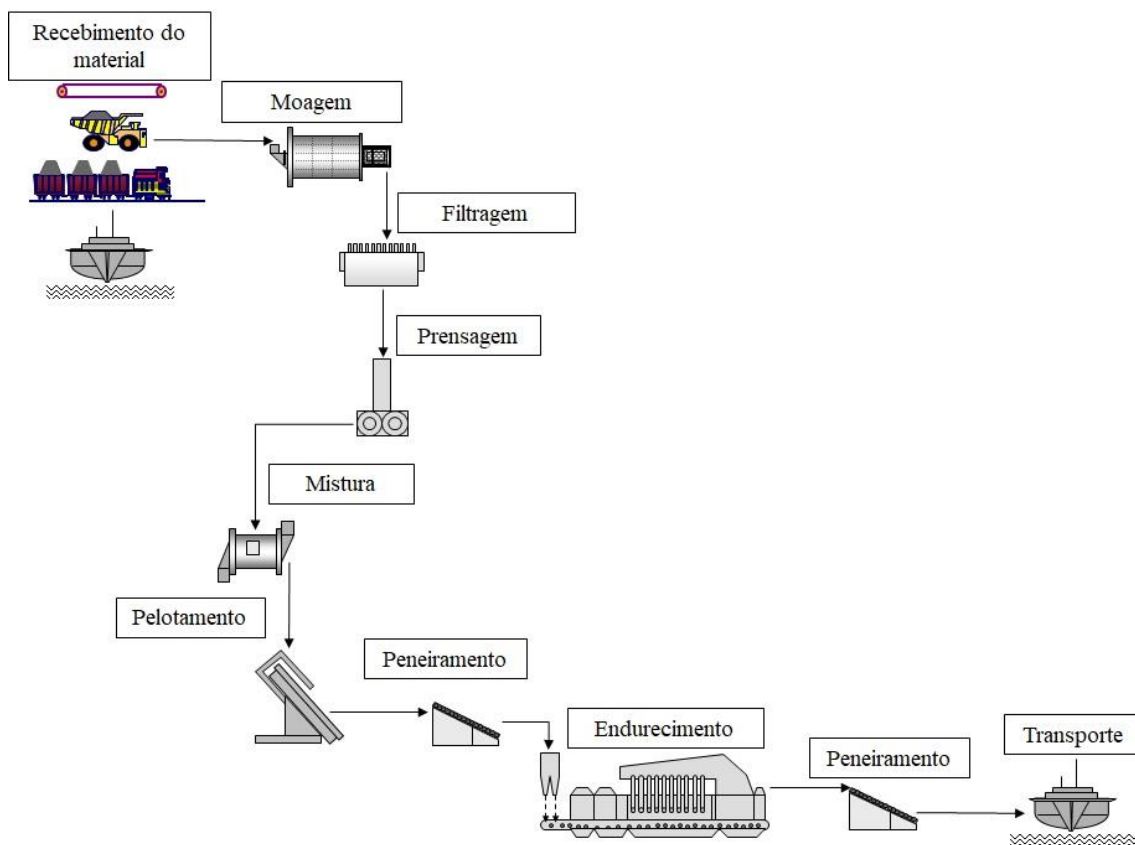 Recebimento do
material
Moagem
Filtragem
Prensagem
Mistura
Pelotamento
Peneiramento
Endurecimento
Peneiramento
Transporte